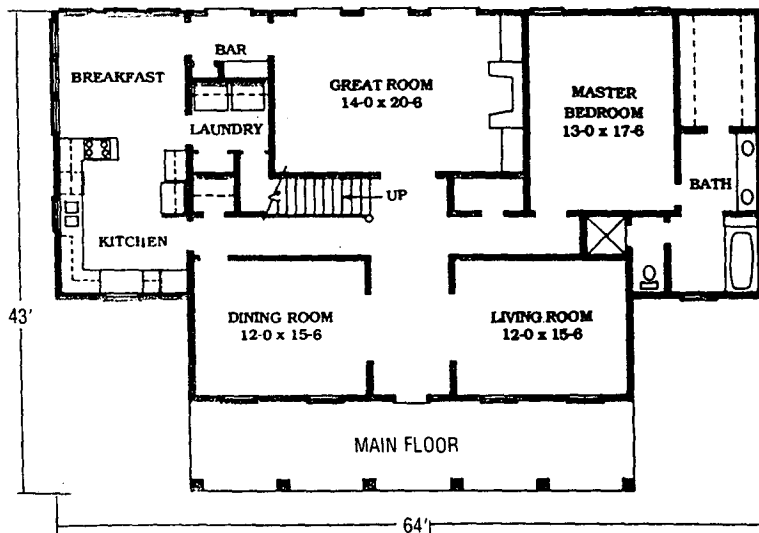 BAR
BREAKFAST
GREAT ROOM
14-0 x 20-6
MASTER
BEDROOM
13-0 x 17-6
LAUNDRY
BATH
UP
KITCHEN
43'
DINING ROOM
12-0 x 15-6
LIVING ROOM
12-0 x 15-6
MAIN FLOOR
64'